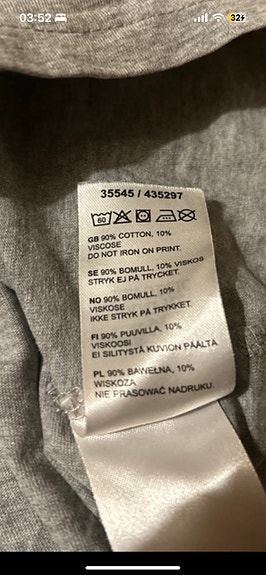 03:52
32
35545 / 435297
60
GB 90% COTTON, 10%
VISCOSE
DO NOT IRON ON PRINT.
SE 90% BOMULL, 10% VISKOS
STRYK EJ PÅ TRYCKET.
NO 90% BOMULL, 10%
VISKOSE
IKKE STRYK PÅ TRYKKET.
FI 90% PUUVILLA, 10%
VISKOOSI
EI SILITYSTÄ KUVION PÄÄLTÄ
PL 90% BAWEŁNA, 10%
WISKOZA
NIE PRASOWAĆ NADRUKU.